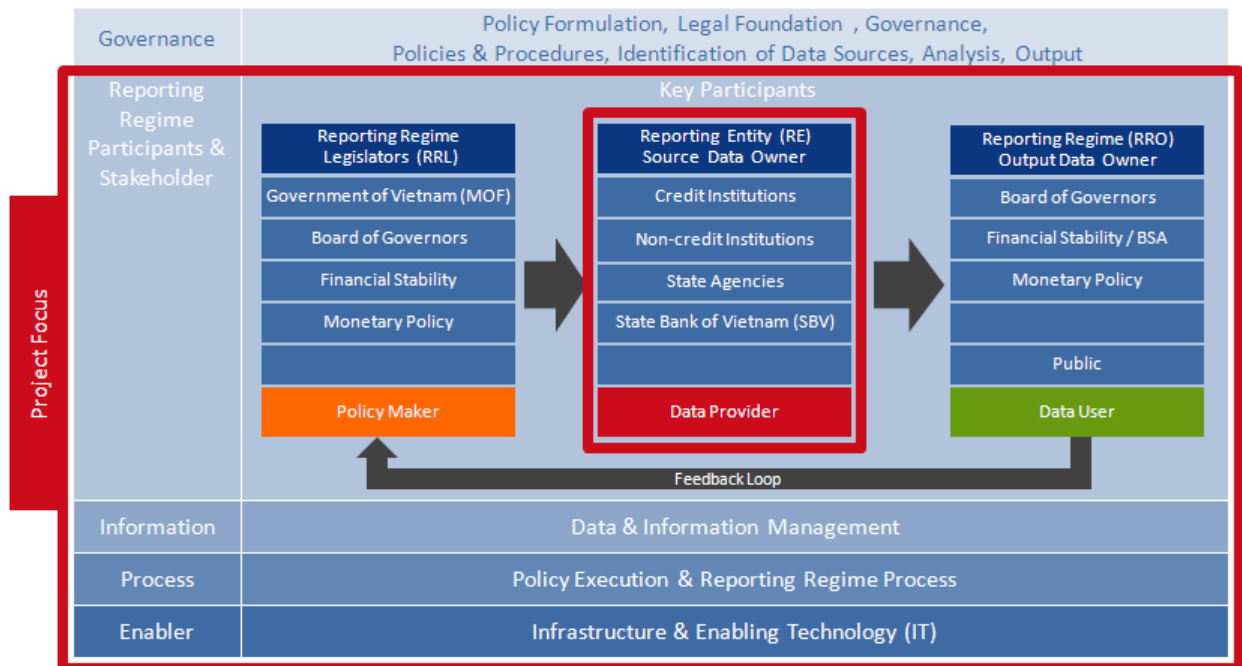 Governance
Policy Formulation, Legal Foundation , Governance,
Policies & Procedures, Identification of Data Sources, Analysis, Output
Project Focus
Reporting
Regime
Participants &
Stakeholder
Key Participants
Reporting Regime
Legislators (RRL)
Government of Vietnam (MOF)
Board of Governors
Financial Stability
Monetary Policy
Policy Maker
Reporting Entity (RE)
Source Data Owner
Credit Institutions
Non-credit Institutions
State Agencies
State Bank of Vietnam (SBV)
Data Provider
Reporting Regime (RRO)
Output Data Owner
Board of Governors
Financial Stability / BSA
Monetary Policy
Public
Data User
Feedback Loop
Information
Data & Information Management
Process
Policy Execution & Reporting Regime Process
Enabler
Infrastructure & Enabling Technology (IT)